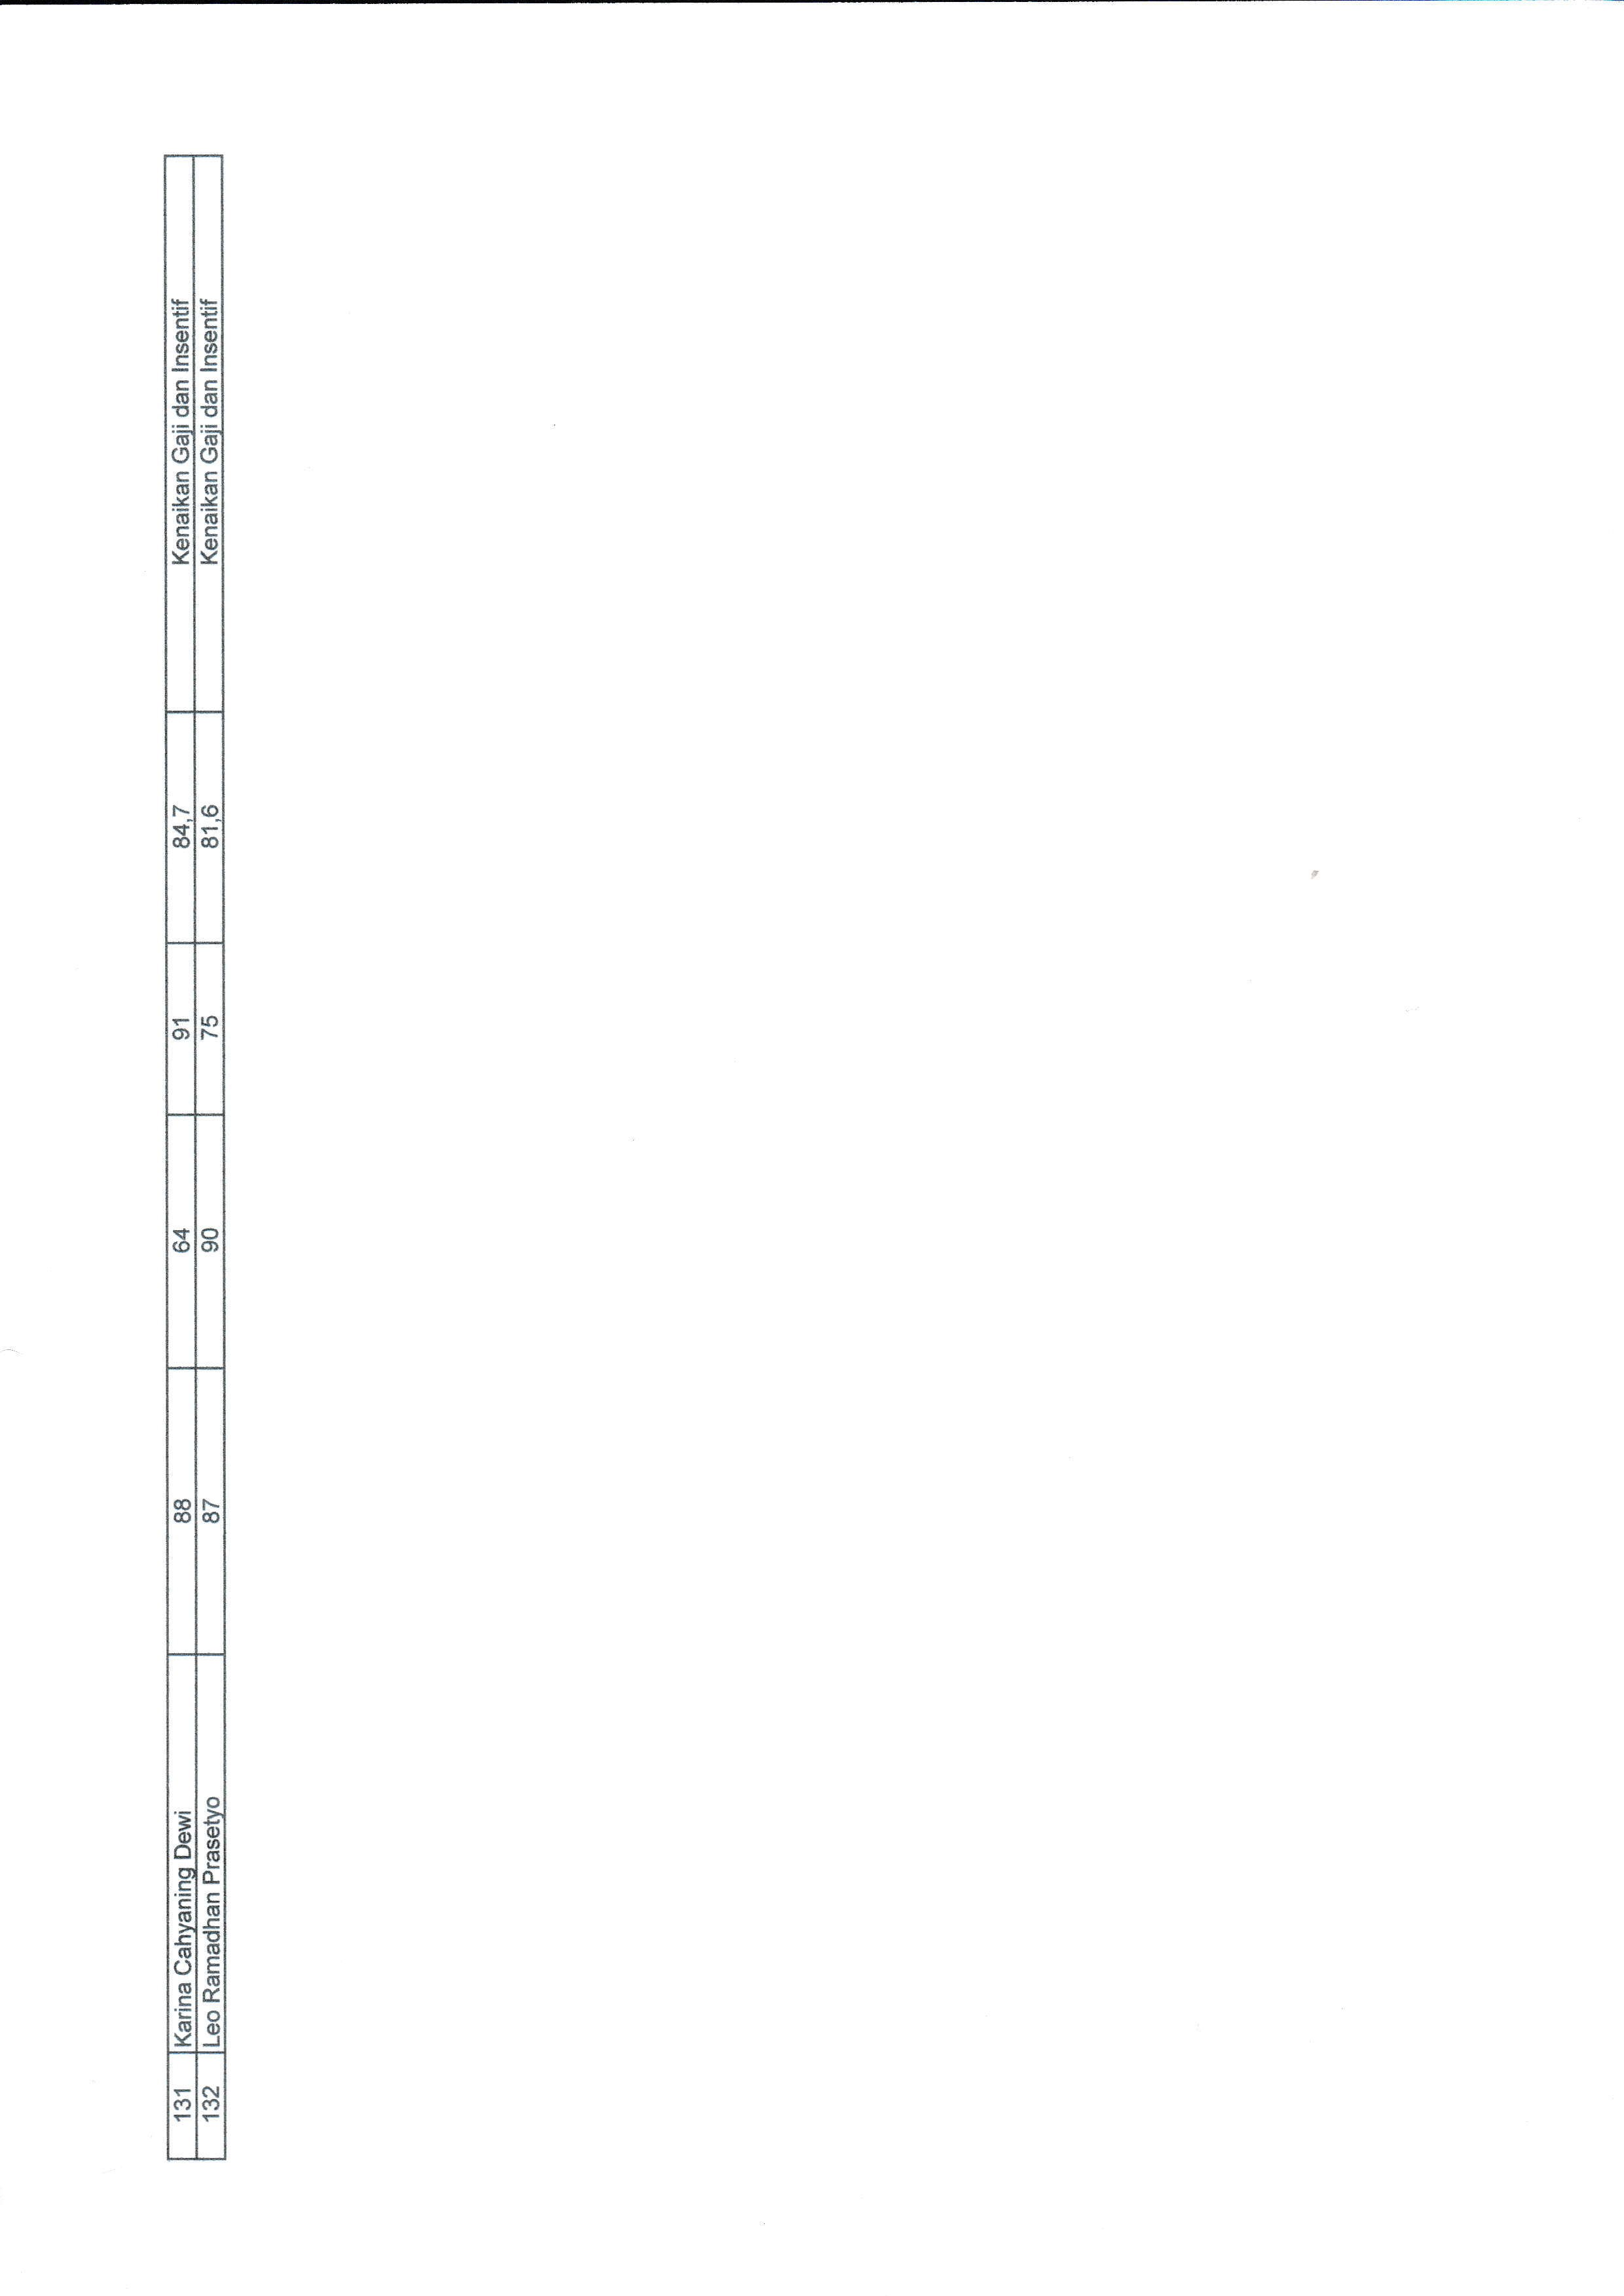 131 Karina Cahyaning Dewi 88 64 91 84,7 Kenaikan Gaji dan Insentif
132 Leo Ramadhan Prasetyo 87 90 75 81,6 Kenaikan Gaji dan Insentif